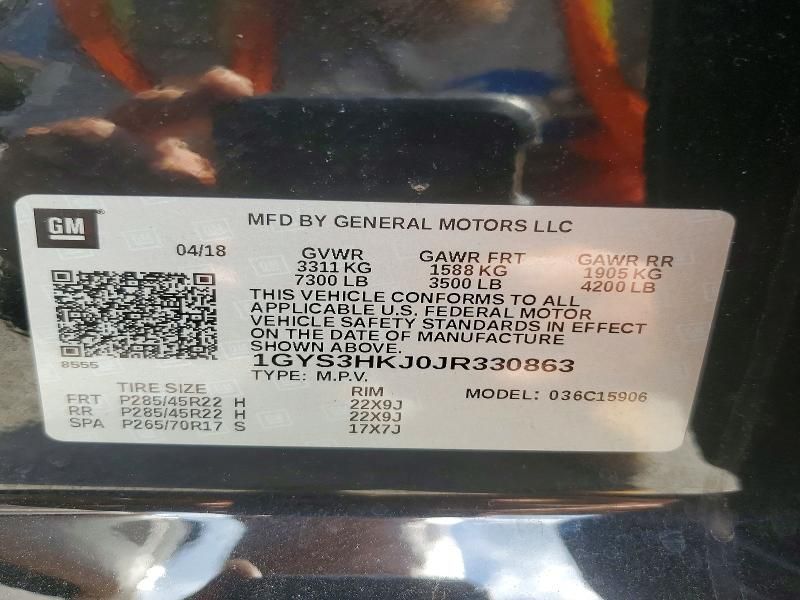 GM
MFD BY GENERAL MOTORS LLC
04/18 GVWR GAWR FRT GAWR RR
3311 KG 1588 KG 1905 KG
7300 LB 3500 LB 4200 LB
THIS VEHICLE CONFORMS TO ALL
APPLICABLE U.S. FEDERAL MOTOR
VEHICLE SAFETY STANDARDS IN EFFECT
ON THE DATE OF MANUFACTURE
SHOWN ABOVE.
8555 1GYS3HKJ0JR330863
TYPE: M.P.V.
TIRE SIZE RIM MODEL: 036C15906
FRT P285/45R22 H 22X9J
RR P285/45R22 H 22X9J
SPA P265/70R17 S 17X7J